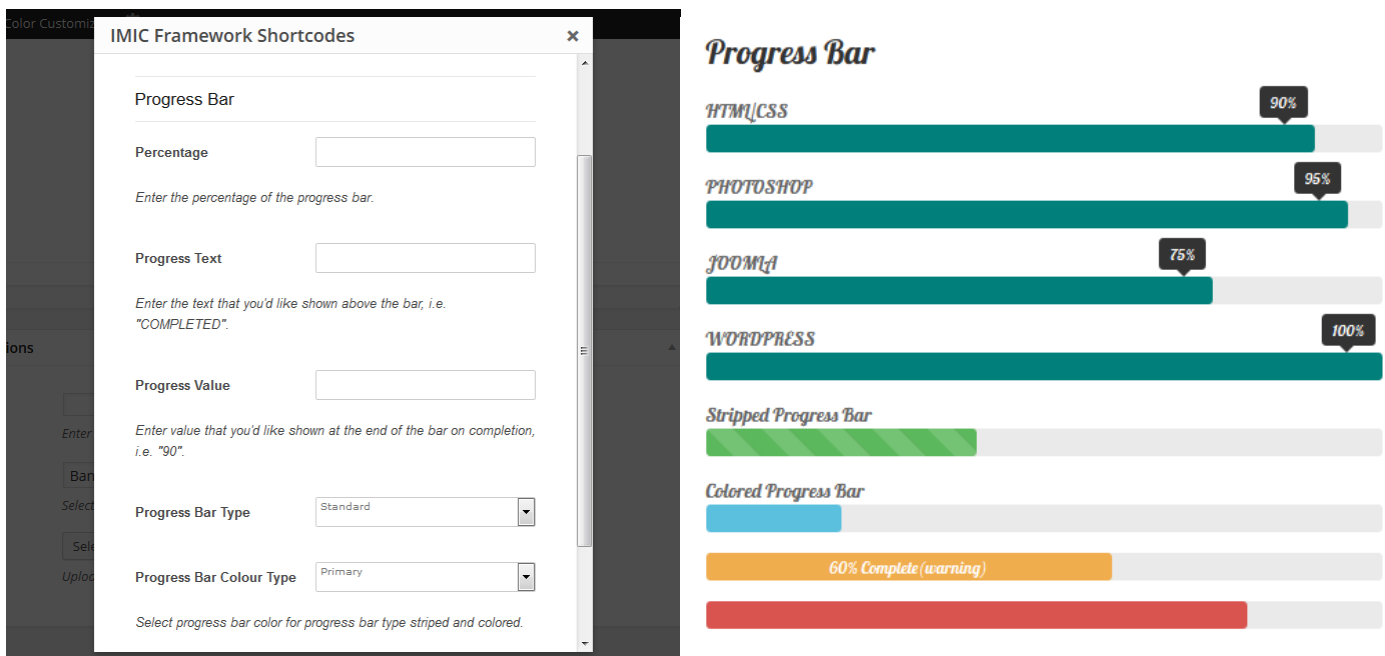 Color Customiz
IMIC Framework Shortcodes
×
Progress Bar
Percentage
Enter the percentage of the progress bar.
Progress Text
Enter the text that you'd like shown above the bar, i.e.
"COMPLETED".
Progress Value
Enter value that you'd like shown at the end of the bar on completion,
i.e. "90".
Progress Bar Type
Standard
Progress Bar Colour Type
Primary
Select progress bar color for progress bar type striped and colored.
ions
Enter
Ban
Select
Sele
Uploa
Progress Bar
HTML/CSS
90%
PHOTOSHOP
95%
JOOMLA
75%
WORDPRESS
100%
Stripped Progress Bar
Colored Progress Bar
60% Complete(warning)